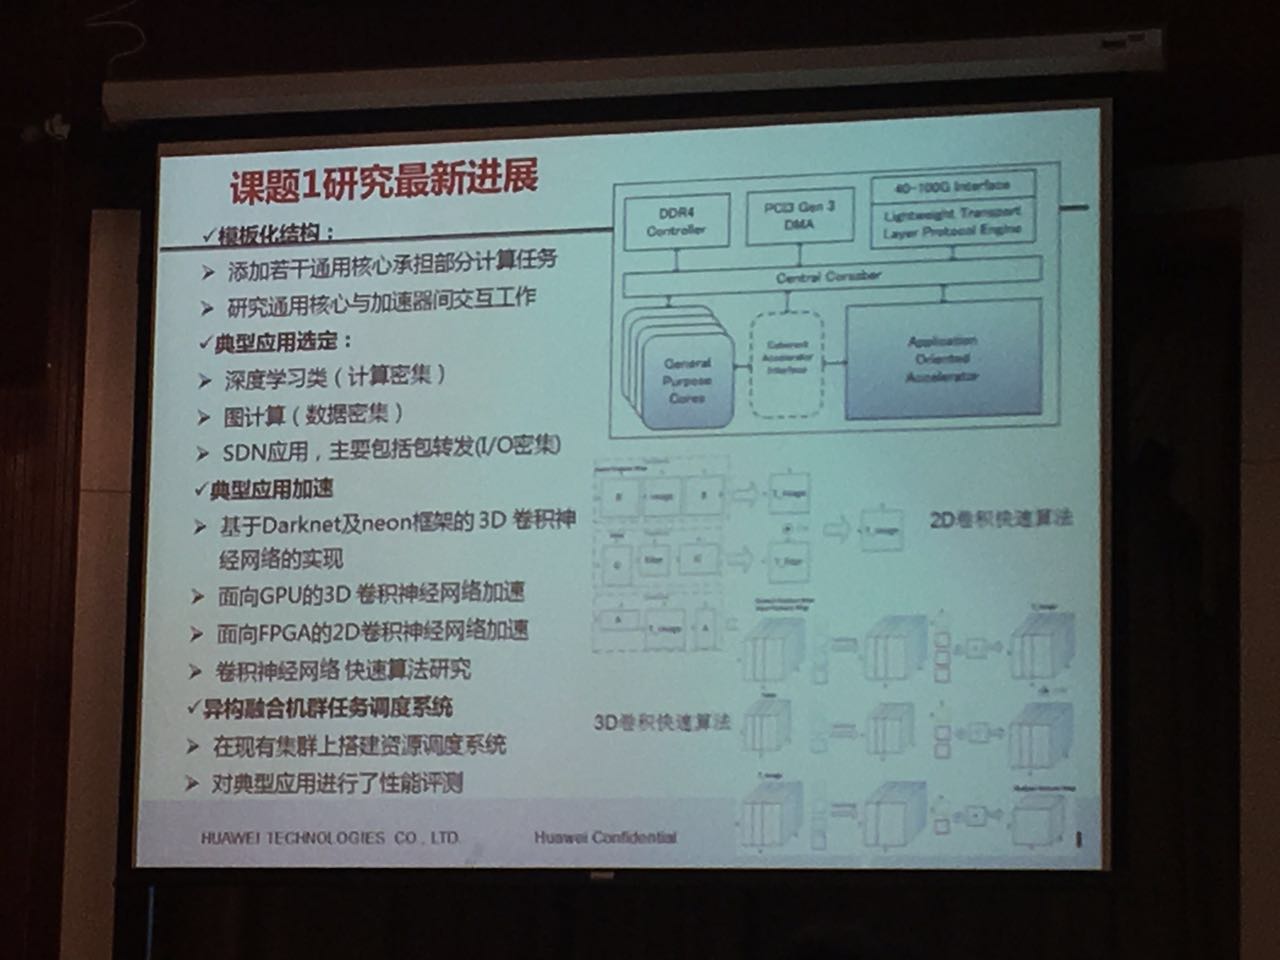 课题1研究最新进展
✓模板化结构：
➢ 添加若干通用核心承担部分计算任务
➢ 研究通用核心与加速器间交互工作
✓典型应用选定：
➢ 深度学习类（计算密集）
➢ 图计算（数据密集）
➢ SDN应用，主要包括包转发(I/O密集)
✓典型应用加速
➢ 基于Darknet及neon框架的 3D 卷积神
经网络的实现
➢ 面向GPU的3D 卷积神经网络加速
➢ 面向FPGA的2D卷积神经网络加速
➢ 卷积神经网络 快速算法研究
✓异构融合机群任务调度系统
➢ 在现有集群上搭建资源调度系统
➢ 对典型应用进行了性能评测
DDR4
Controller
Gen 3
DMA
40-100G Interface
Lightweight Transport
Layer Protocol Engine
Central
General
Purpose
Cores
Accelerator
Interface
Application
Oriented
Accelerator
2D卷积快速算法
3D卷积快速算法
HUAWEI TECHNOLOGIES CO., LTD.
Huawei Confidential